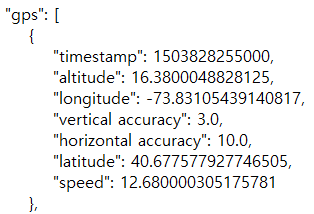 "gps": [
{
"timestamp": 1503828255000,
"altitude": 16.3800048828125,
"longitude": -73.83105439140817,
"vertical accuracy": 3.0,
"horizontal accuracy": 10.0,
"latitude": 40.677577927746505,
"speed": 12.680000305175781
},